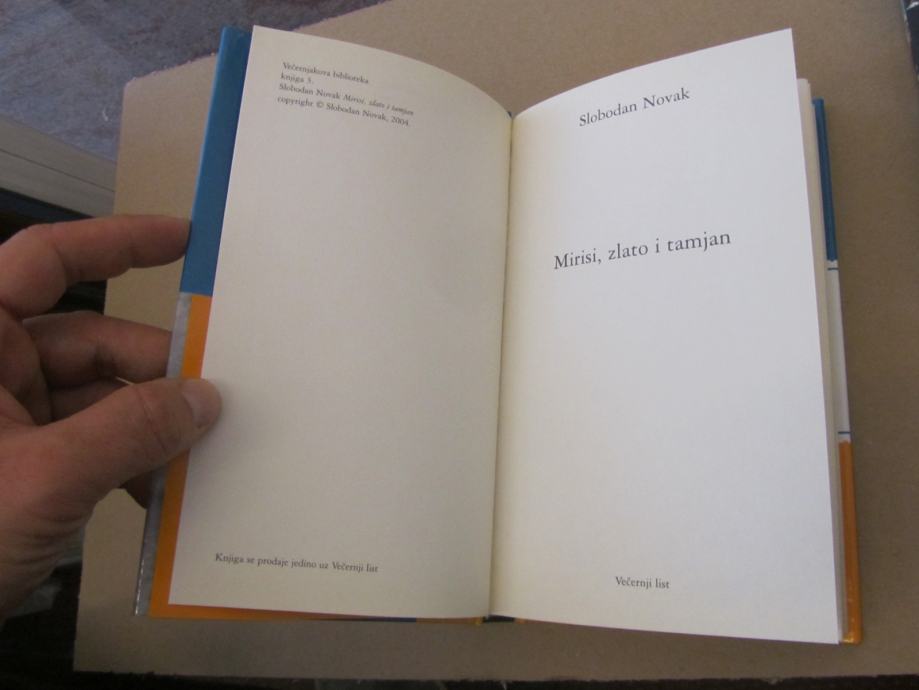 Večernjakova biblioteka
knjiga 5.
Slobodan Novak Mirisi, zlato i tamjan
copyright © Slobodan Novak, 2004.
Knjiga se prodaje jedino uz Večernji list
Slobodan Novak
Mirisi, zlato i tamjan
Večernji list